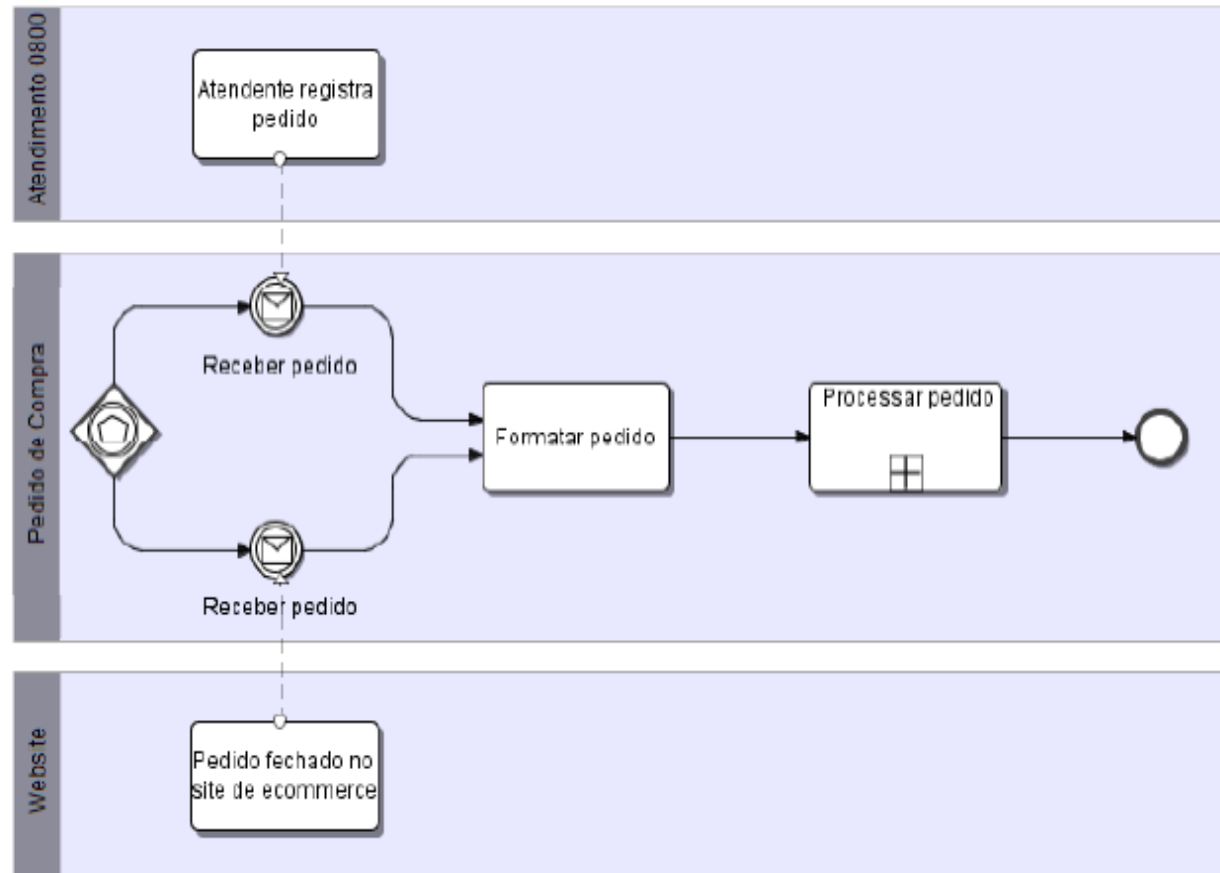 Atendimento 0800
Atendente registra
pedido
Pedido de Compra
Receber pedido
Formatar pedido
Processar pedido
Receber pedido
Website
Pedido fechado no
site de ecommerce